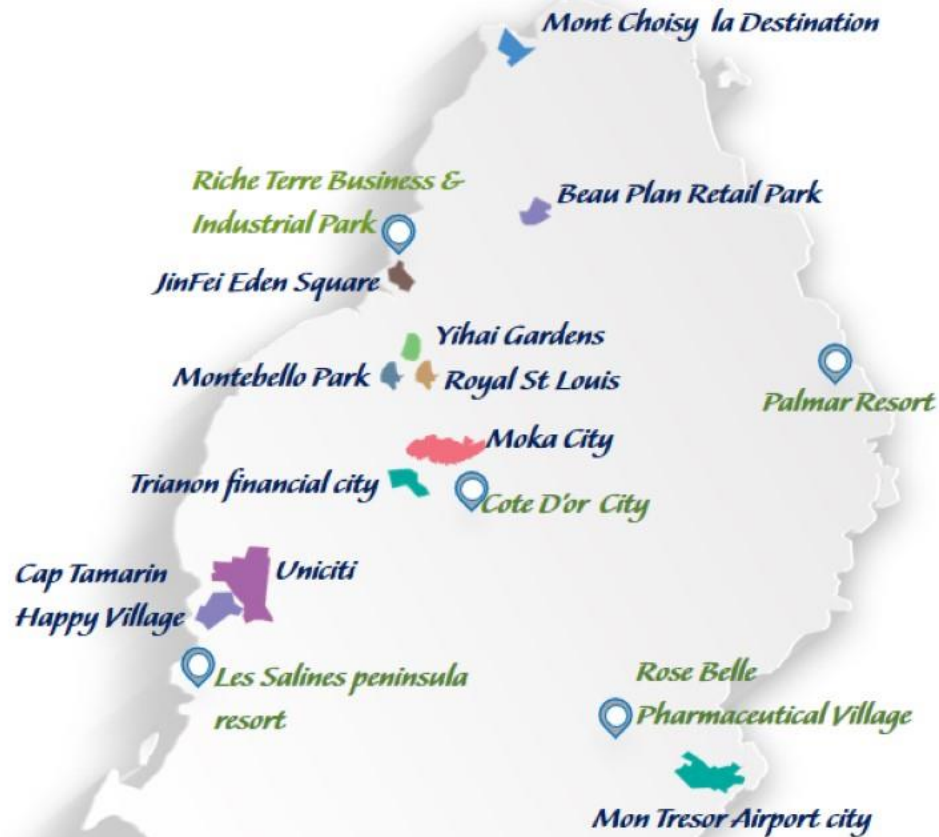 Mont Choisy la Destination
Riche Terre Business &
Industrial Park
Beau Plan Retail Park
JinFei Eden Square
Yihai Gardens
Montebello Park
Royal St Louis
Palmar Resort
Moka City
Trianon financial city
Cote D'or City
Cap Tamarin
Happy Village
Uniciti
Les Salines peninsula
resort
Rose Belle
Pharmaceutical Village
Mon Tresor Airport city